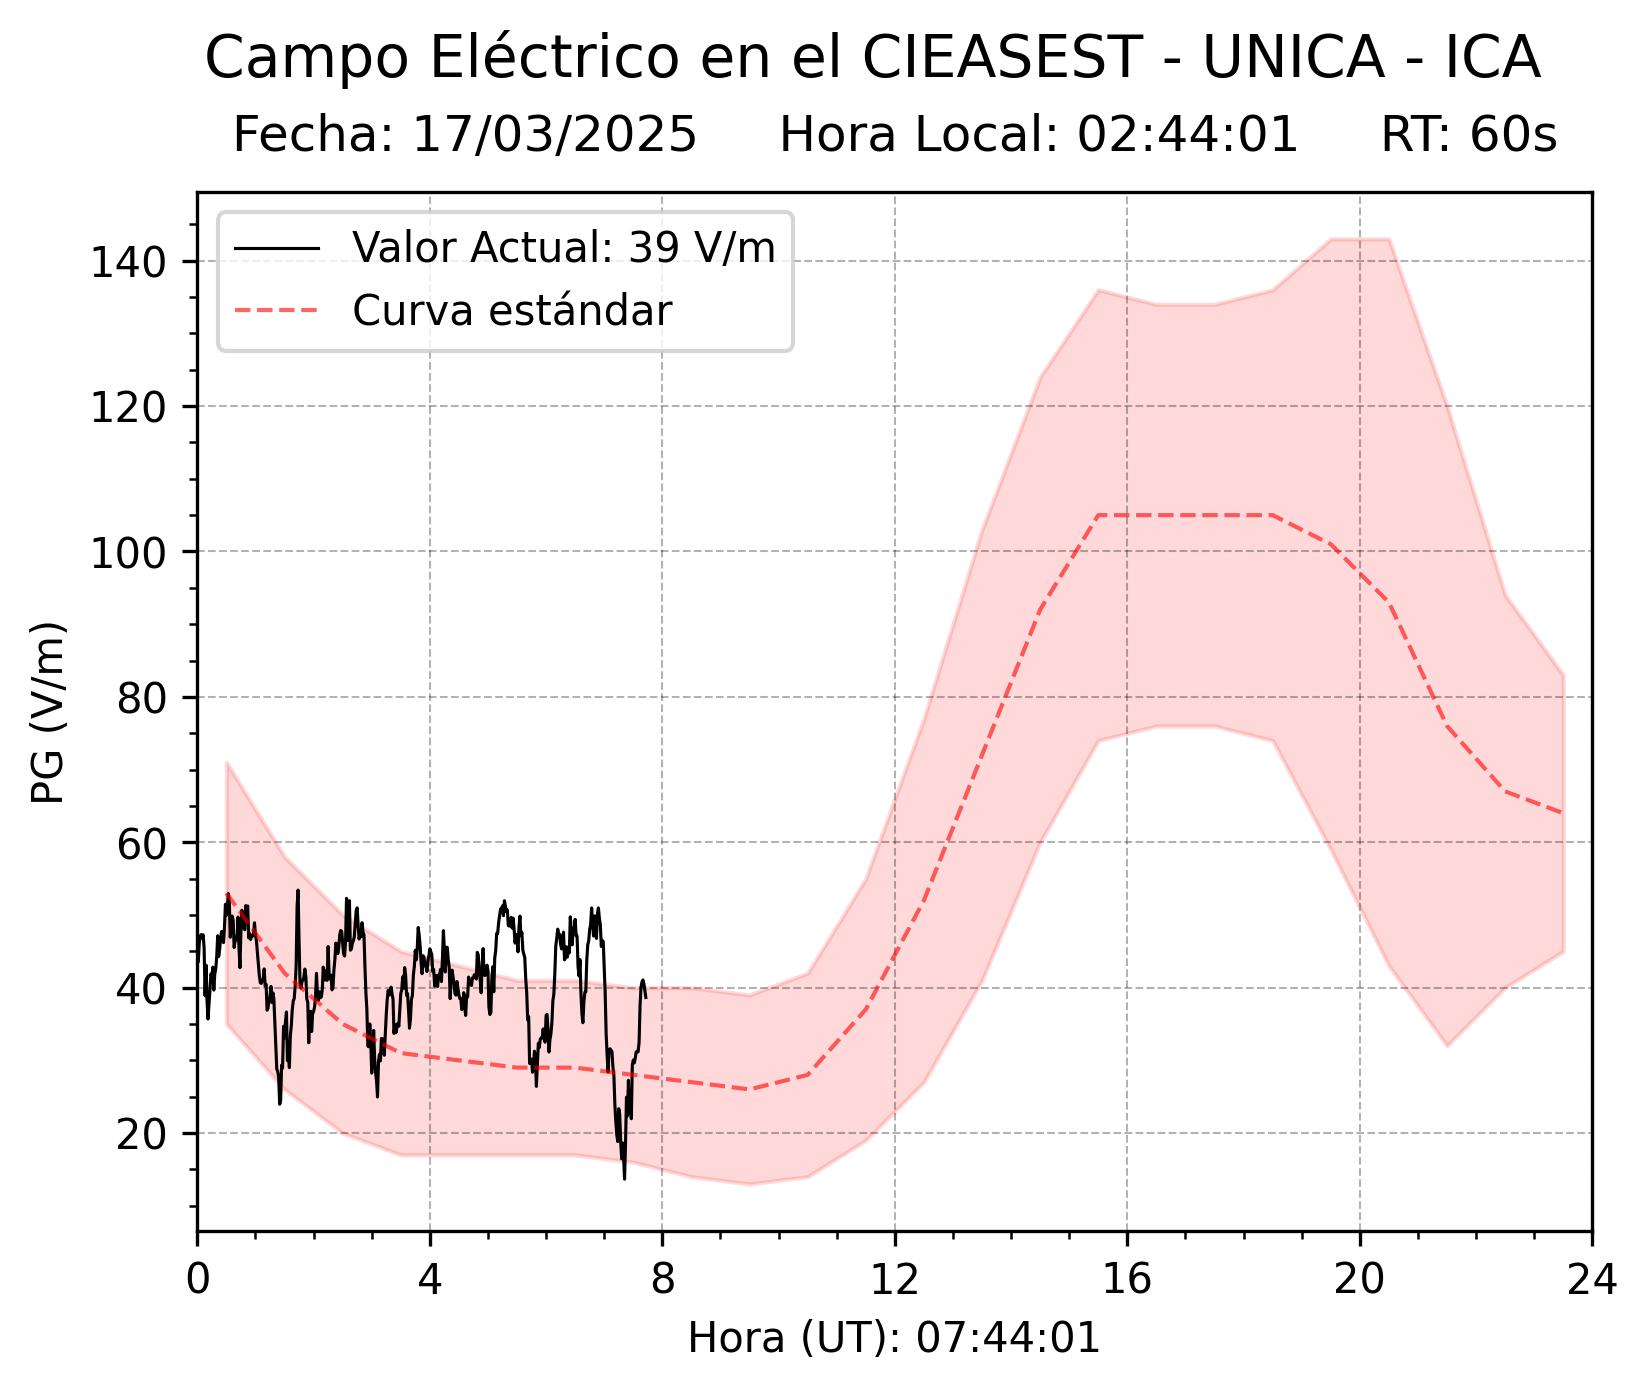 Campo Eléctrico en el CIEASEST - UNICA - ICA
Fecha: 17/03/2025 Hora Local: 02:44:01 RT: 60s
Valor Actual: 39 V/m
Curva estándar
140
120
100
80
60
40
20
PG (V/m)
0 4 8 12 16 20 24
Hora (UT): 07:44:01